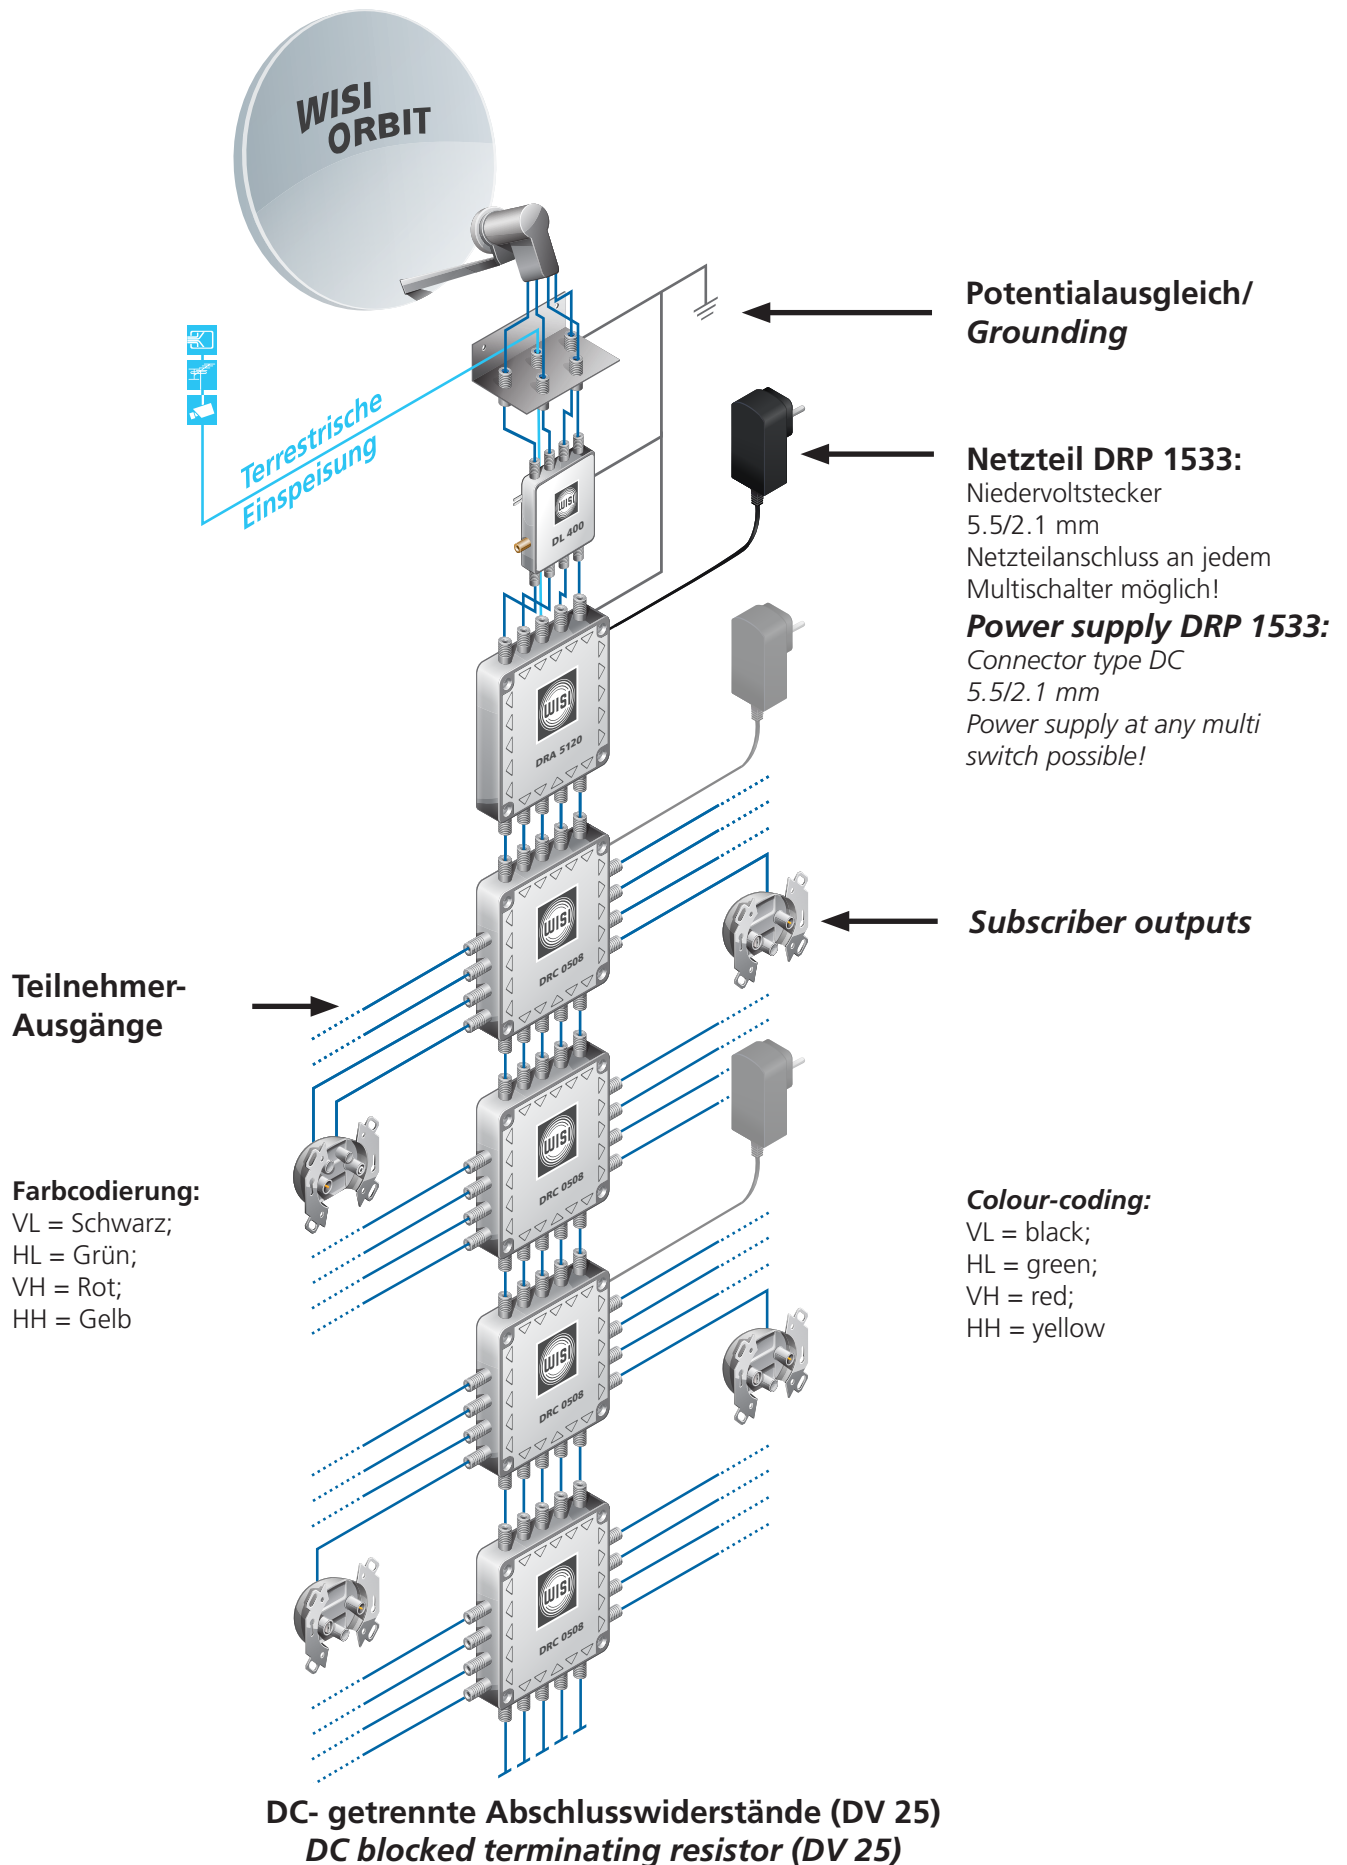 WISI
ORBIT
Potentialausgleich/
Grounding
Terrestrische
Einspeisung
Netzteil DRP 1533:
Niedervoltstecker
5.5/2.1 mm
Netzteilanschluss an jedem
Multischalter möglich!
Power supply DRP 1533:
Connector type DC
5.5/2.1 mm
Power supply at any multi
switch possible!
WISI
DL 400
WISI
DRA 5120
WISI
DRC 0508
Subscriber outputs
Teilnehmer-
Ausgänge
WISI
DRC 0508
Farbcodierung:
VL = Schwarz;
HL = Grün;
VH = Rot;
HH = Gelb
Colour-coding:
VL = black;
HL = green;
VH = red;
HH = yellow
WISI
DRC 0508
WISI
DRC 0508
DC- getrennte Abschlusswiderstände (DV 25)
DC blocked terminating resistor (DV 25)